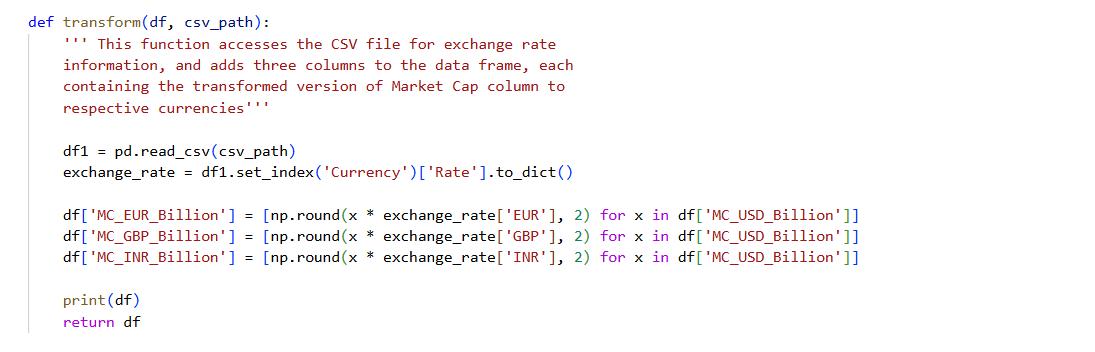 def transform(df, csv_path):
    ''' This function accesses the CSV file for exchange rate
    information, and adds three columns to the data frame, each
    containing the transformed version of Market Cap column to
    respective currencies'''

    df1 = pd.read_csv(csv_path)
    exchange_rate = df1.set_index('Currency')['Rate'].to_dict()

    df['MC_EUR_Billion'] = [np.round(x * exchange_rate['EUR'], 2) for x in df['MC_USD_Billion']]
    df['MC_GBP_Billion'] = [np.round(x * exchange_rate['GBP'], 2) for x in df['MC_USD_Billion']]
    df['MC_INR_Billion'] = [np.round(x * exchange_rate['INR'], 2) for x in df['MC_USD_Billion']]

    print(df)
    return df